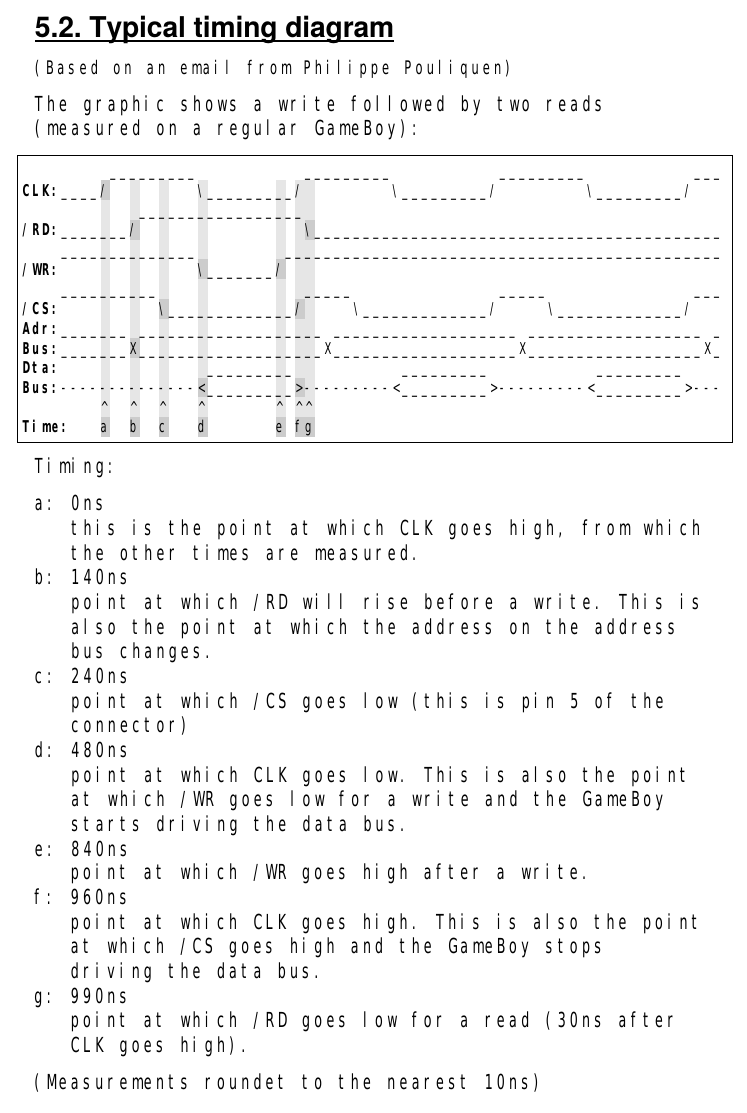 5.2. Typical timing diagram
(Based on an email from Philippe Pouliquen)
The graphic shows a write followed by two reads
(measured on a regular GameBoy):
CLK:
/RD:
/WR:
/CS:
Adr:
Bus: X X X X
Dta:
Bus: < > < > < >
^ ^ ^ ^ ^ ^^
Time: a b c d e f g
Timing:
a: 0ns
this is the point at which CLK goes high, from which
the other times are measured.
b: 140ns
point at which /RD will rise before a write. This is
also the point at which the address on the address
bus changes.
c: 240ns
point at which /CS goes low (this is pin 5 of the
connector)
d: 480ns
point at which CLK goes low. This is also the point
at which /WR goes low for a write and the GameBoy
starts driving the data bus.
e: 840ns
point at which /WR goes high after a write.
f: 960ns
point at which CLK goes high. This is also the point
at which /CS goes high and the GameBoy stops
driving the data bus.
g: 990ns
point at which /RD goes low for a read (30ns after
CLK goes high).
(Measurements roundet to the nearest 10ns)